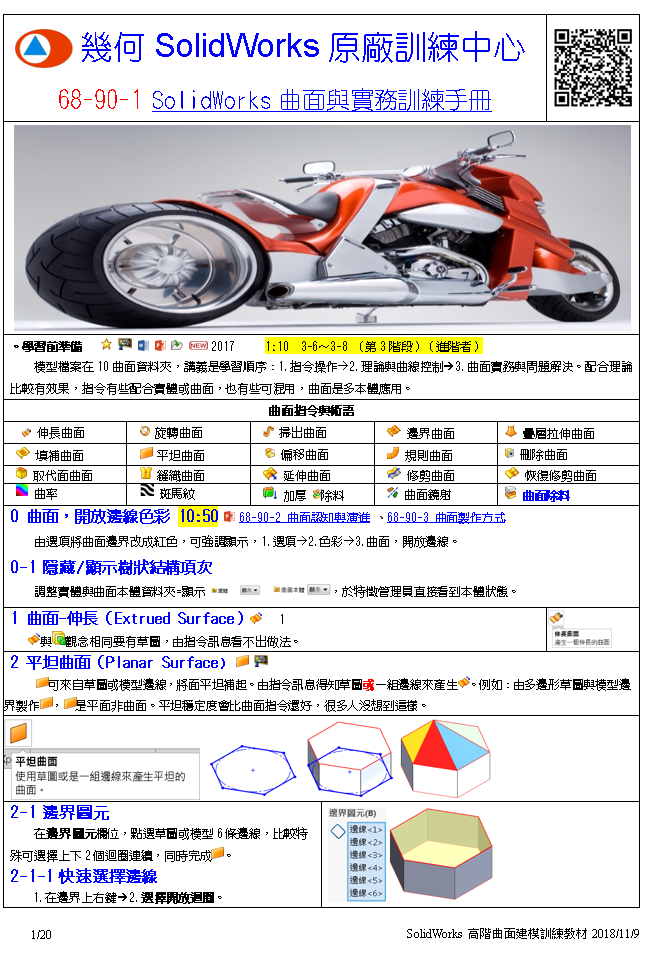 幾何 SolidWorks 原廠訓練中心
68-90-1 SolidWorks 曲面與實務訓練手冊
。學習前準備 NEW 2017 1:10 3-6～3-8 （第 3 階段）（進階者）
模型檔案在 10 曲面資料夾，講義是學習順序：1.指令操作→2.理論與曲線控制→3.曲面實務與問題解決。配合理論
比較有效果，指令有些配合實體或曲面，也有些可混用，曲面是多本體應用。
曲面指令與術語
伸長曲面 旋轉曲面 掃出曲面 邊界曲面 疊層拉伸曲面
填補曲面 平坦曲面 偏移曲面 規則曲面 刪除曲面
取代面曲面 縫織曲面 延伸曲面 修剪曲面 恢復修剪曲面
曲率 斑馬紋 加厚 除料 曲面鏡射 曲面除料
0 曲面，開放邊線色彩 10:50 68-90-2 曲面認知與演進 、68-90-3 曲面製作方式
由選項將曲面邊界改成紅色，可強調顯示，1.選項→2.色彩→3.曲面，開放邊線。
0-1 隱藏/顯示樹狀結構項次
調整實體與曲面本體資料夾=顯示 實體 顯示 曲面本體 顯示，於特徵管理員直接看到本體狀態。
1 曲面-伸長（Extrued Surface） 1
與觀念相同要有草圖，由指令訊息看不出做法。
伸長曲面
產生一個伸長的曲面
2 平坦曲面（Planar Surface）
可來自草圖或模型邊線，將面平坦補起。由指令訊息得知草圖或一組邊線來產生。例如：由多邊形草圖與模型邊
界製作，是平面非曲面。平坦穩定度會比曲面指令還好，很多人沒想到這樣。
平坦曲面
使用草圖或是一組邊線來產生平坦的
曲面。
2-1 邊界圖元
在邊界圖元欄位，點選草圖或模型 6 條邊線，比較特
殊可選擇上下 2 個迴圈連續，同時完成。
2-1-1 快速選擇邊線
1.在邊界上右鍵→2.選擇開放迴圈。
邊界圖元(B)
邊線<1>
邊線<2>
邊線<3>
邊線<4>
邊線<5>
邊線<6>
1/20
SolidWorks 高階曲面建模訓練教材 2018/11/9